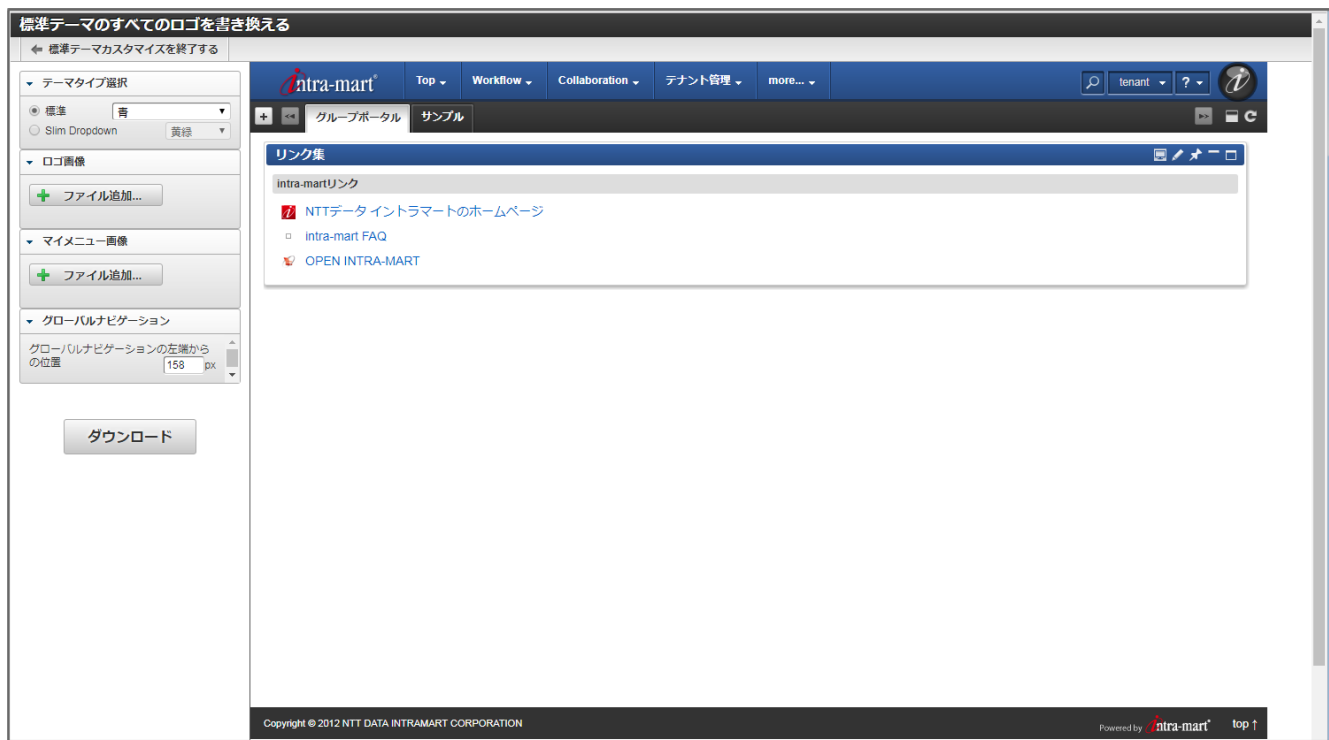 標準テーマのすべてのロゴを書き換える
標準テーマカスタマイズを終了する
テーマタイプ選択
標準 青
Slim Dropdown 黄緑
ロゴ画像
ファイル追加...
マイメニュー画像
ファイル追加...
グローバルナビゲーション
グローバルナビゲーションの左端から
の位置 158 px
ダウンロード
intra-mart Top Workflow Collaboration テナント管理 more... tenant ?
グループポータル サンプル
リンク集
intra-martリンク
NTTデータ イントラマートのホームページ
intra-mart FAQ
OPEN INTRA-MART
Copyright © 2012 NTT DATA INTRAMART CORPORATION
Powered by intra-mart top ↑